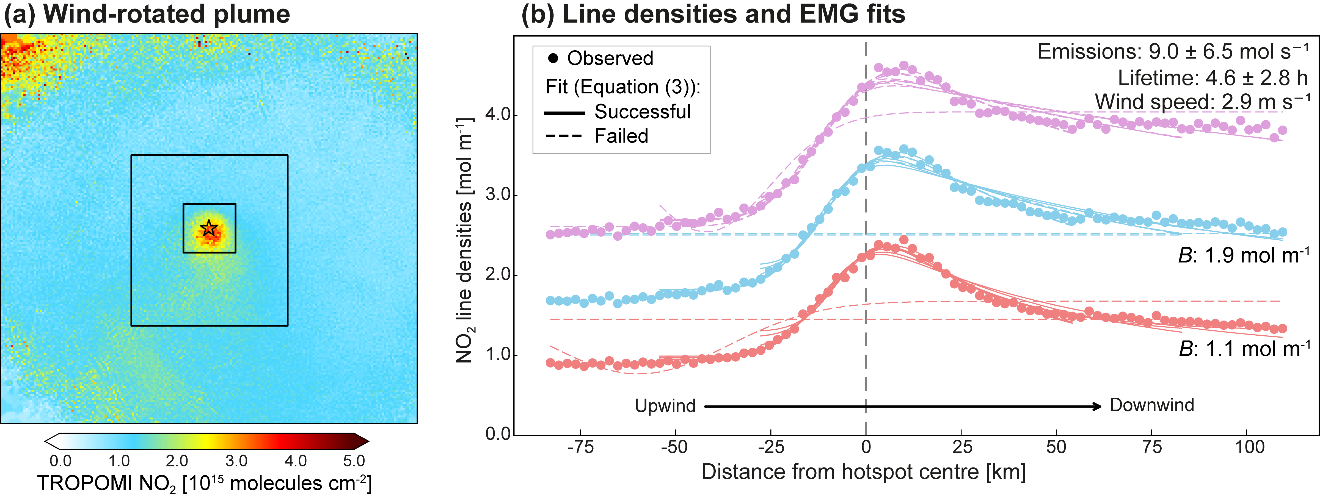 (a) Wind-rotated plume
0.0 1.0 2.0 3.0 4.0 5.0
TROPOMI NO₂ [10¹⁵ molecules cm⁻²]
(b) Line densities and EMG fits
Observed
Fit (Equation (3)):
Successful
Failed
Emissions: 9.0 ± 6.5 mol s⁻¹
Lifetime: 4.6 ± 2.8 h
Wind speed: 2.9 m s⁻¹
NO₂ line densities [mol m⁻¹]
4.0
3.0
2.0
1.0
0.0
B: 1.9 mol m⁻¹
B: 1.1 mol m⁻¹
Upwind
Downwind
-75 -50 -25 0 25 50 75 100
Distance from hotspot centre [km]